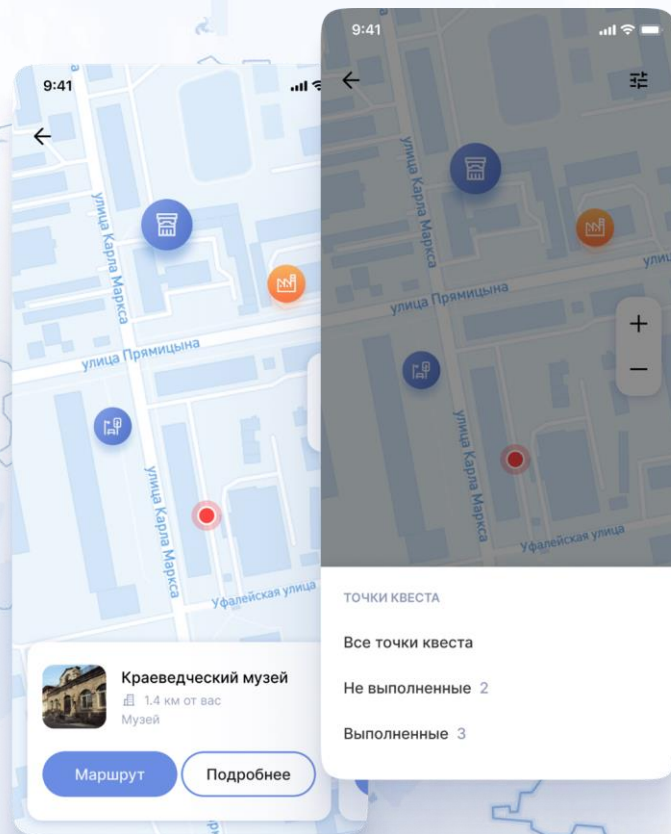 9:41
улица Карла Маркса
улица Прямицына
улица Карла Маркса
Уфалейская улица
Краеведческий музей
1.4 км от вас
Музей
Маршрут
Подробнее
9:41
улица Карла Маркса
улица Прямицына
улица Карла Маркса
Уфалейская улица
ТОЧКИ КВЕСТА
Все точки квеста
Не выполненные 2
Выполненные 3